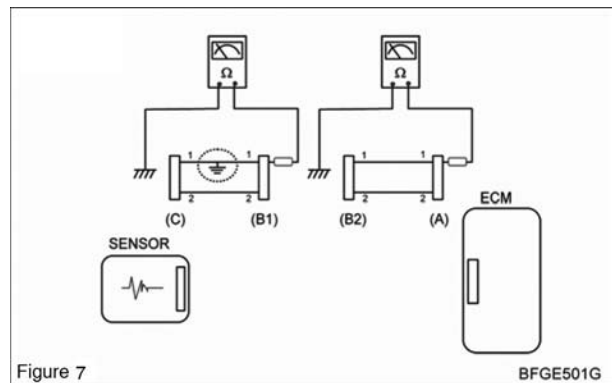 Ω Ω
1 1 1 1
2 2 2 2
(C) (B1) (B2) (A)
ECM
SENSOR
Figure 7 BFGE501G